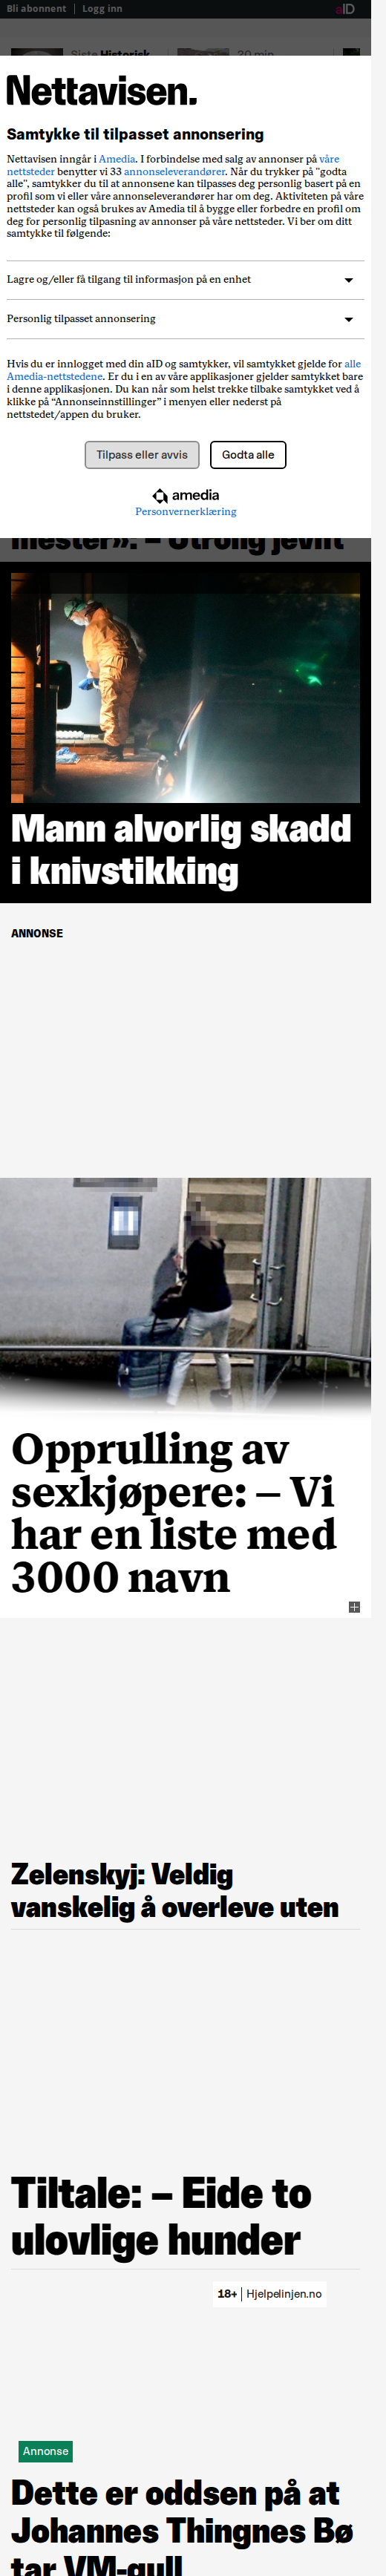 Bli abonnent | Logg inn
aID
Siste Historisk
20 min
Nettavisen.
Samtykke til tilpasset annonsering
Nettavisen inngår i Amedia. I forbindelse med salg av annonser på våre
nettsteder benytter vi 33 annonseleverandører. Når du trykker på "godta
alle", samtykker du til at annonsene kan tilpasses deg personlig basert på en
profil som vi eller våre annonseleverandører har om deg. Aktiviteten på våre
nettsteder kan også brukes av Amedia til å bygge eller forbedre en profil om
deg for personlig tilpasning av annonser på våre nettsteder. Vi ber om ditt
samtykke til følgende:
Lagre og/eller få tilgang til informasjon på en enhet
Personlig tilpasset annonsering
Hvis du er innlogget med din aID og samtykker, vil samtykket gjelde for alle
Amedia-nettstedene. Er du i en av våre applikasjoner gjelder samtykket bare
i denne applikasjonen. Du kan når som helst trekke tilbake samtykket ved å
klikke på “Annonseinnstillinger” i menyen eller nederst på
nettstedet/appen du bruker.
Tilpass eller avvis
Godta alle
amedia
Personvernerklæring
mester». – Utrolig jevnt
Mann alvorlig skadd
i knivstikking
ANNONSE
Opprulling av
sexkjøpere: – Vi
har en liste med
3000 navn
Zelenskyj: Veldig
vanskelig å overleve uten
Tiltale: – Eide to
ulovlige hunder
18+ | Hjelpelinjen.no
Annonse
Dette er oddsen på at
Johannes Thingnes Bø
tar VM-gull